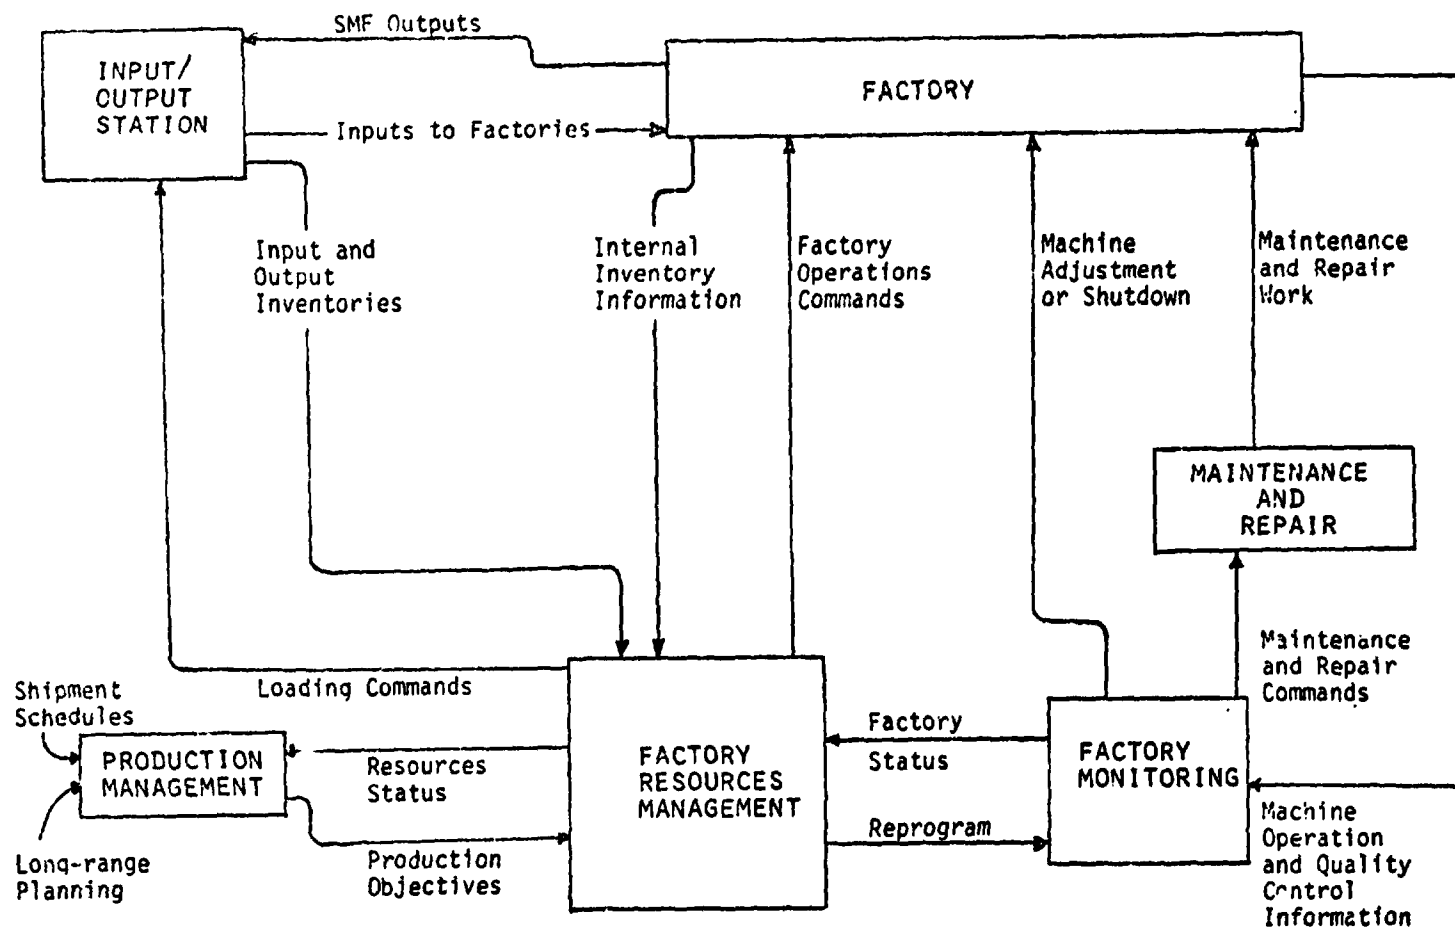 SMF Outputs
INPUT/
OUTPUT
STATION
FACTORY
Inputs to Factories
Input and
Output
Inventories
Internal
Inventory
Information
Factory
Operations
Commands
Machine
Adjustment
or Shutdown
Maintenance
and Repair
Work
MAINTENANCE
AND
REPAIR
Maintenance
and Repair
Commands
Loading Commands
Shipment
Schedules
PRODUCTION
MANAGEMENT
Resources
Status
FACTORY
RESOURCES
MANAGEMENT
Factory
Status
FACTORY
MONITORING
Reprogram
Production
Objectives
Long-range
Planning
Machine
Operation
and Quality
Control
Information